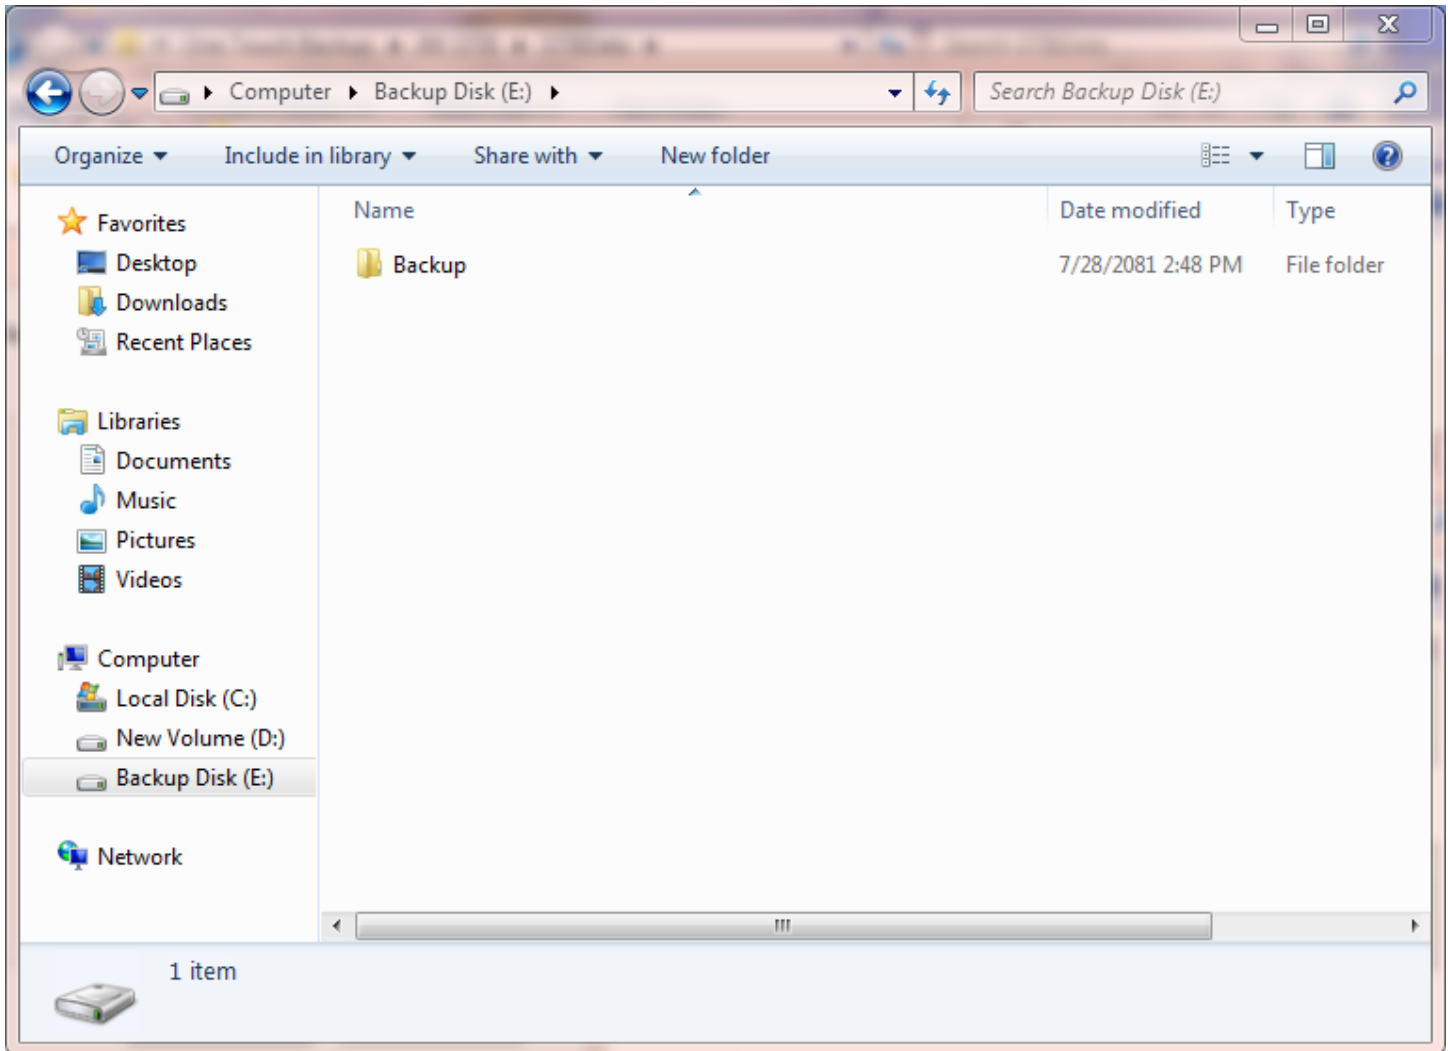 Computer Backup Disk (E:) Search Backup Disk (E:)
Organize Include in library Share with New folder
Favorites
Desktop
Downloads
Recent Places
Libraries
Documents
Music
Pictures
Videos
Computer
Local Disk (C:)
New Volume (D:)
Backup Disk (E:)
Network
Name Date modified Type
Backup 7/28/2081 2:48 PM File folder
1 item